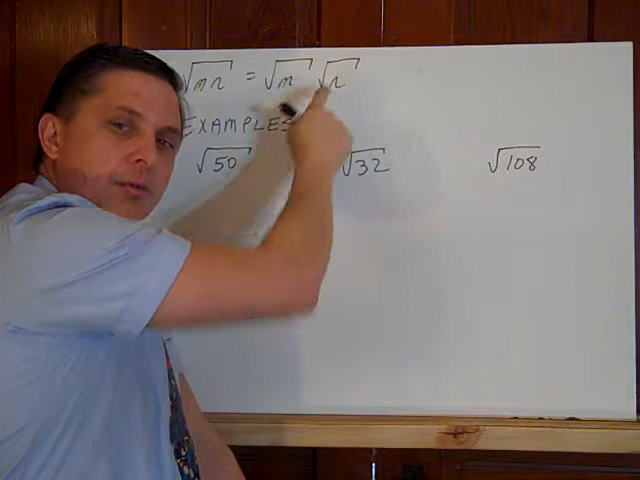 √mn = √m √n
EXAMPLES
√50 √32 √108